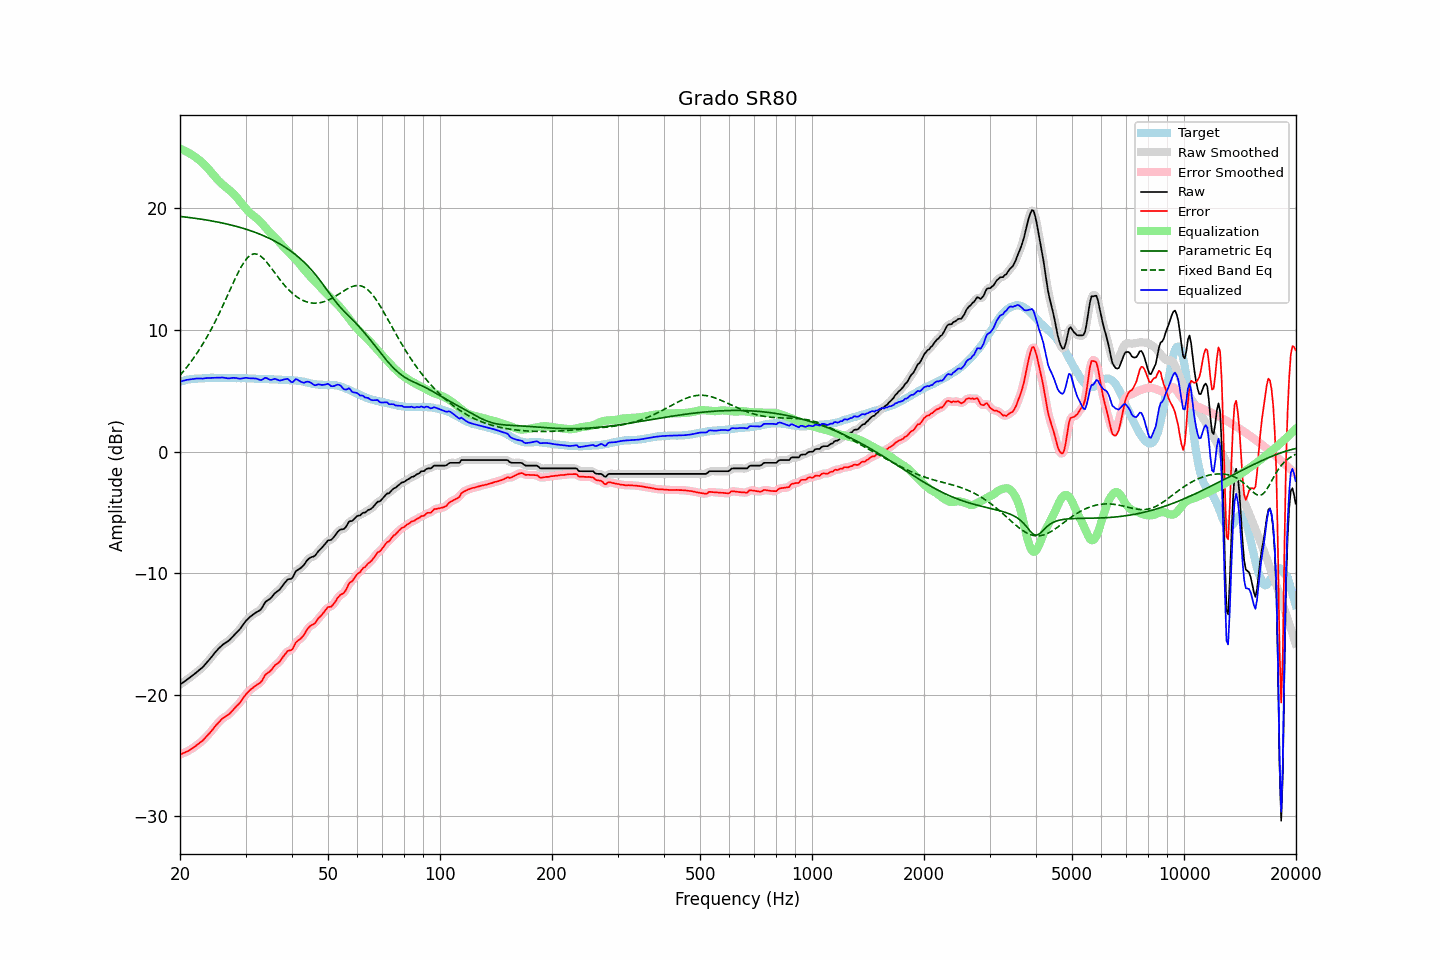 Grado SR80
Target
Raw Smoothed
Error Smoothed
Raw
Error
Equalization
Parametric Eq
Fixed Band Eq
Equalized
Amplitude (dBr)
20
10
0
−10
−20
−30
20 50 100 200 500 1000 2000 5000 10000 20000
Frequency (Hz)